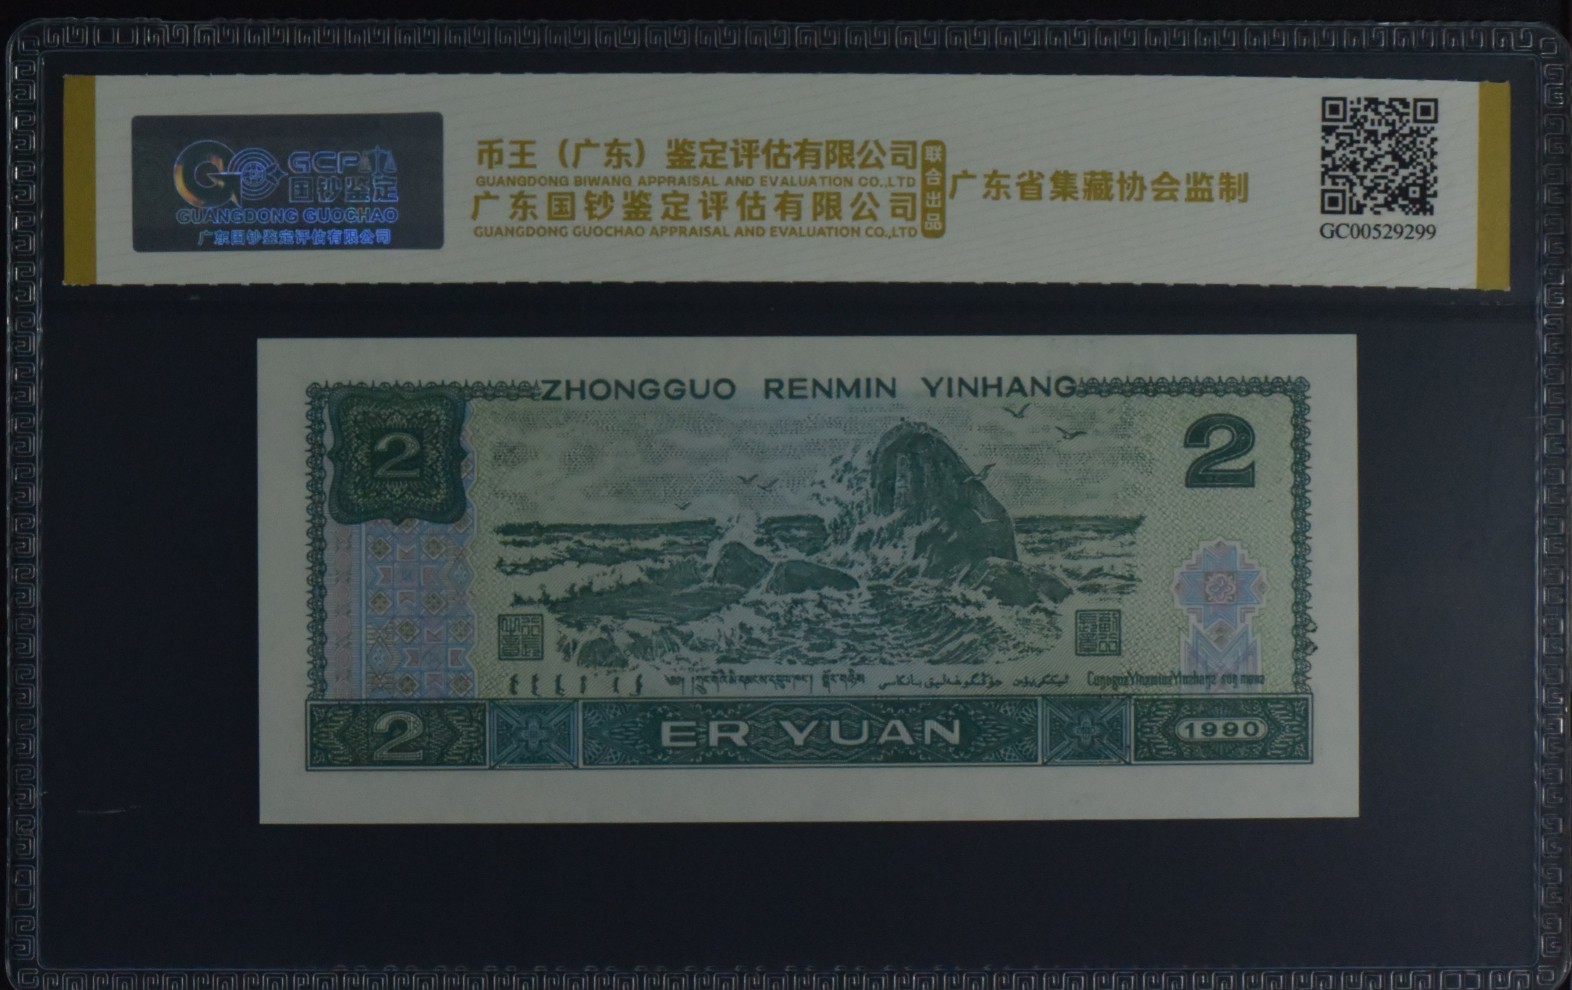 GCP
国钞鉴定
GUANGDONG GUOCHAO
广东国钞鉴定评估有限公司
币王（广东）鉴定评估有限公司
GUANGDONG BIWANG APPRAISAL AND EVALUATION CO.,LTD
广东国钞鉴定评估有限公司
GUANGDONG GUOCHAO APPRAISAL AND EVALUATION CO.,LTD
联合出品
广东省集藏协会监制
GC00529299
ZHONGGUO RENMIN YINHANG
2
2
2
ER YUAN
1990